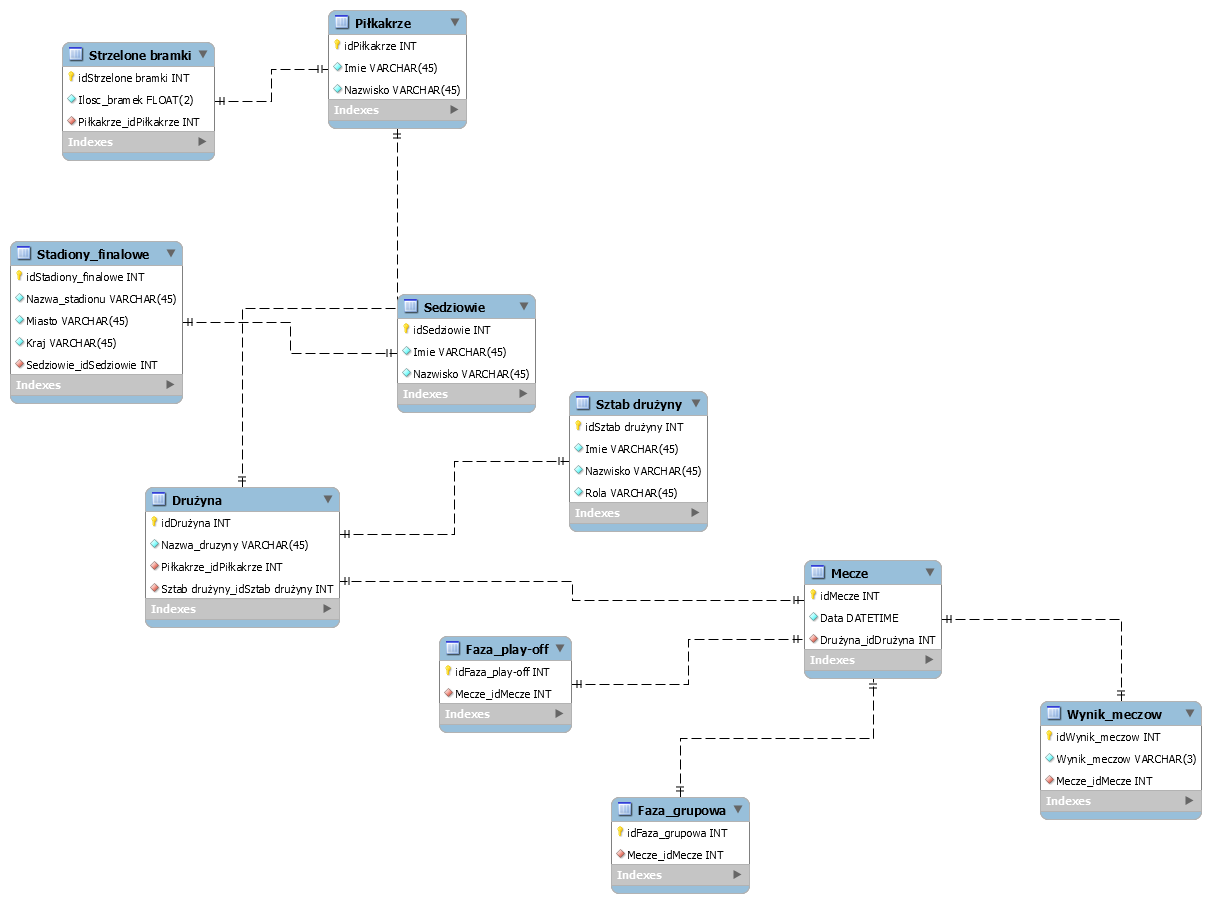 Piłkakrze
idPiłkakrze INT
Imie VARCHAR(45)
Nazwisko VARCHAR(45)
Indexes
Strzelone bramki
idStrzelone bramki INT
Ilosc_bramek FLOAT(2)
Piłkakrze_idPiłkakrze INT
Indexes
Stadiony_finalowe
idStadiony_finalowe INT
Nazwa_stadionu VARCHAR(45)
Miasto VARCHAR(45)
Kraj VARCHAR(45)
Sedziowie_idSedziowie INT
Indexes
Sedziowie
idSedziowie INT
Imie VARCHAR(45)
Nazwisko VARCHAR(45)
Indexes
Sztab drużyny
idSztab drużyny INT
Imie VARCHAR(45)
Nazwisko VARCHAR(45)
Rola VARCHAR(45)
Indexes
Drużyna
idDrużyna INT
Nazwa_druzyny VARCHAR(45)
Piłkakrze_idPiłkakrze INT
Sztab drużyny_idSztab drużyny INT
Indexes
Mecze
idMecze INT
Data DATETIME
Drużyna_idDrużyna INT
Indexes
Faza_play-off
idFaza_play-off INT
Mecze_idMecze INT
Indexes
Wynik_meczow
idWynik_meczow INT
Wynik_meczow VARCHAR(3)
Mecze_idMecze INT
Indexes
Faza_grupowa
idFaza_grupowa INT
Mecze_idMecze INT
Indexes